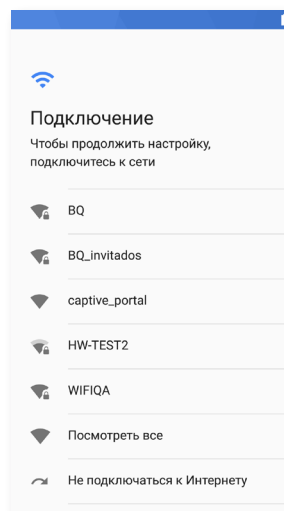 Подключение
Чтобы продолжить настройку,
подключитесь к сети
BQ
BQ_invitados
captive_portal
HW-TEST2
WIFIQA
Посмотреть все
Не подключаться к Интернету